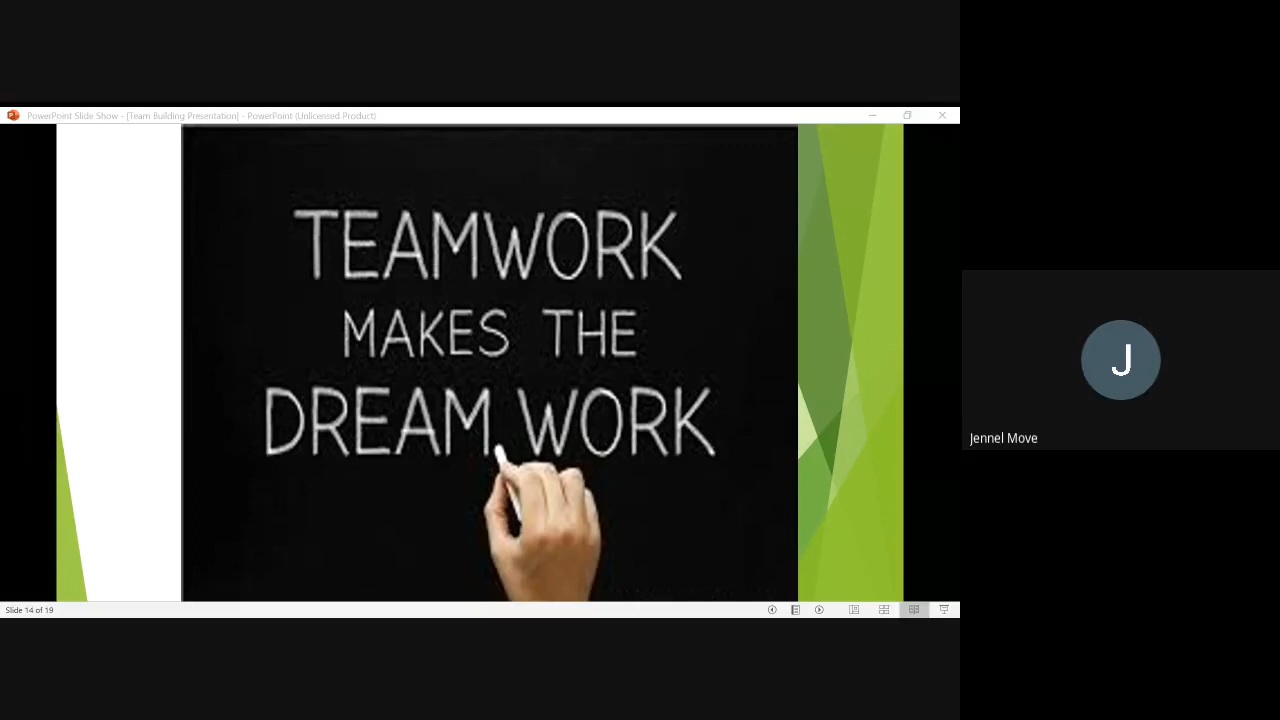 PowerPoint Slide Show - [Team Building Presentation] - PowerPoint (Unlicensed Product)
TEAMWORK
MAKES THE
DREAM WORK
J
Jennel Move
Slide 14 of 19